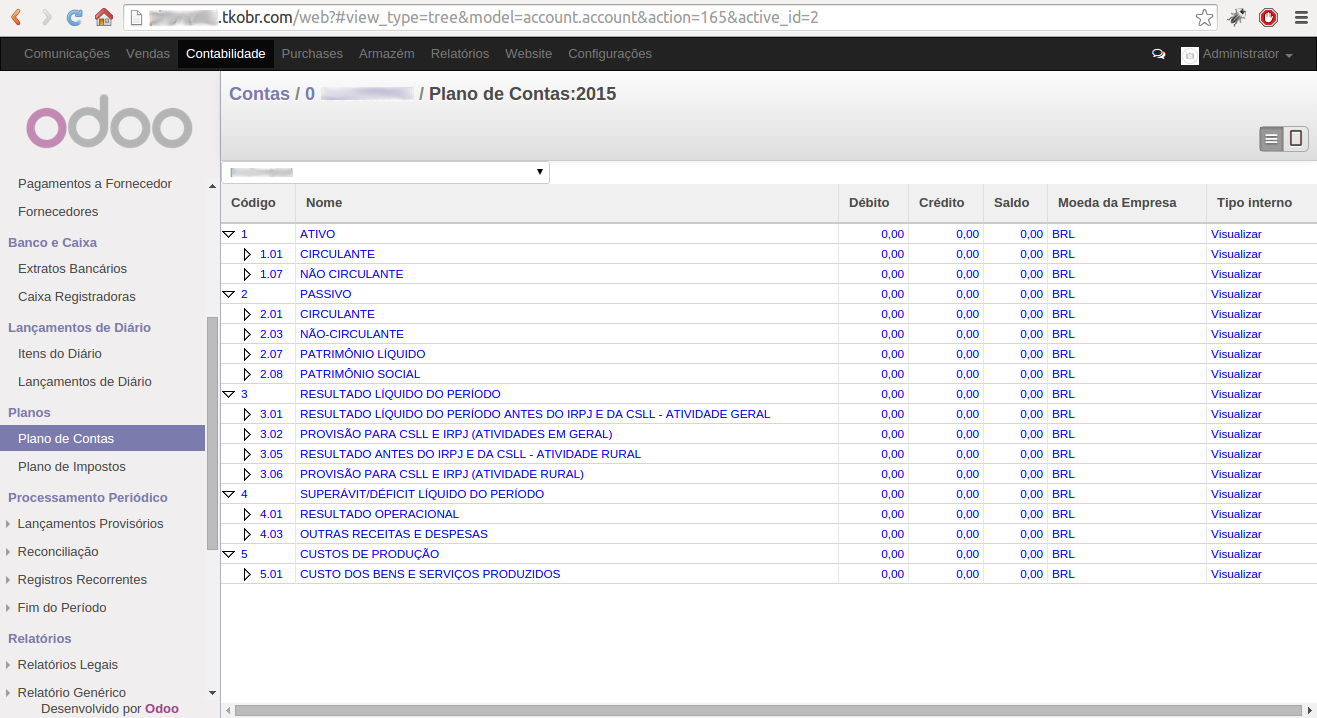 .tkobr.com/web?#view_type=tree&model=account.account&action=165&active_id=2
Comunicações Vendas Contabilidade Purchases Armazém Relatórios Website Configurações Administrator
odoo
Pagamentos a Fornecedor
Fornecedores
Banco e Caixa
Extratos Bancários
Caixa Registradoras
Lançamentos de Diário
Itens do Diário
Lançamentos de Diário
Planos
Plano de Contas
Plano de Impostos
Processamento Periódico
Lançamentos Provisórios
Reconciliação
Registros Recorrentes
Fim do Período
Relatórios
Relatórios Legais
Relatório Genérico
Desenvolvido por Odoo
Contas / 0 / Plano de Contas:2015
Código Nome Débito Crédito Saldo Moeda da Empresa Tipo interno
1 ATIVO 0,00 0,00 0,00 BRL Visualizar
1.01 CIRCULANTE 0,00 0,00 0,00 BRL Visualizar
1.07 NÃO CIRCULANTE 0,00 0,00 0,00 BRL Visualizar
2 PASSIVO 0,00 0,00 0,00 BRL Visualizar
2.01 CIRCULANTE 0,00 0,00 0,00 BRL Visualizar
2.03 NÃO-CIRCULANTE 0,00 0,00 0,00 BRL Visualizar
2.07 PATRIMÔNIO LÍQUIDO 0,00 0,00 0,00 BRL Visualizar
2.08 PATRIMÔNIO SOCIAL 0,00 0,00 0,00 BRL Visualizar
3 RESULTADO LÍQUIDO DO PERÍODO 0,00 0,00 0,00 BRL Visualizar
3.01 RESULTADO LÍQUIDO DO PERÍODO ANTES DO IRPJ E DA CSLL - ATIVIDADE GERAL 0,00 0,00 0,00 BRL Visualizar
3.02 PROVISÃO PARA CSLL E IRPJ (ATIVIDADES EM GERAL) 0,00 0,00 0,00 BRL Visualizar
3.05 RESULTADO ANTES DO IRPJ E DA CSLL - ATIVIDADE RURAL 0,00 0,00 0,00 BRL Visualizar
3.06 PROVISÃO PARA CSLL E IRPJ (ATIVIDADE RURAL) 0,00 0,00 0,00 BRL Visualizar
4 SUPERÁVIT/DÉFICIT LÍQUIDO DO PERÍODO 0,00 0,00 0,00 BRL Visualizar
4.01 RESULTADO OPERACIONAL 0,00 0,00 0,00 BRL Visualizar
4.03 OUTRAS RECEITAS E DESPESAS 0,00 0,00 0,00 BRL Visualizar
5 CUSTOS DE PRODUÇÃO 0,00 0,00 0,00 BRL Visualizar
5.01 CUSTO DOS BENS E SERVIÇOS PRODUZIDOS 0,00 0,00 0,00 BRL Visualizar